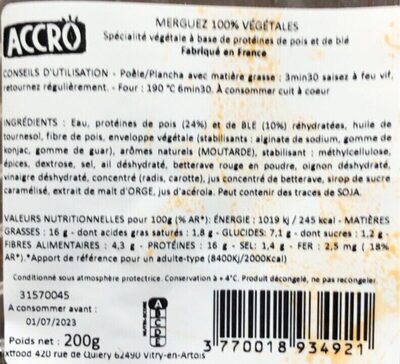 ACCRO
MERGUEZ 100% VÉGÉTALES
Spécialité végétale à base de protéines de pois et de blé
Fabriqué en France
CONSEILS D'UTILISATION - Poêle/Plancha avec matière grasse : 3min30 saisez à feu vif,
retournez régulièrement. - Four : 190 °C 6min30. À consommer cuit à coeur
INGRÉDIENTS : Eau, protéines de pois (24%) et de BLÉ (10%) réhydratées, huile de
tournesol, fibre de pois, enveloppe végétale (stabilisants : alginate de sodium, gomme de
konjac, gomme de guar), arômes naturels (MOUTARDE), stabilisant : méthylcellulose,
épices, dextrose, sel, ail déshydraté, betterave rouge en poudre, oignon déshydraté,
vinaigre déshydraté, concentré (radis, carotte), jus concentré de betterave, sirop de sucre
caramélisé, extrait de malt d'ORGE, jus d'acérola. Peut contenir des traces de SOJA.
VALEURS NUTRITIONNELLES pour 100g (% AR*): ÉNERGIE : 1019 kj / 245 kcal - MATIÈRES
GRASSES : 16 g - dont acides gras saturés : 1,8 g - GLUCIDES: 7,1 g - dont sucres : 1,2 g -
FIBRES ALIMENTAIRES : 4,3 g - PROTÉINES : 16 g - SEL: 1,4 g - FER : 2,5 mg ( 18%
AR*).*Apport de référence pour un adulte-type (8400KJ/2000Kcal)
Conditionné sous atmosphère protectrice. Conservation à + 4°C. Produit décongelé, ne pas recongeler.
31570045
A consommer avant :
01/07/2023
Poids net : 200g
NUTRI-SCORE
A
B
C
D
E
3 770018 934921
xtfood 420 rue de Quiéry 62490 Vitry-en-Artois